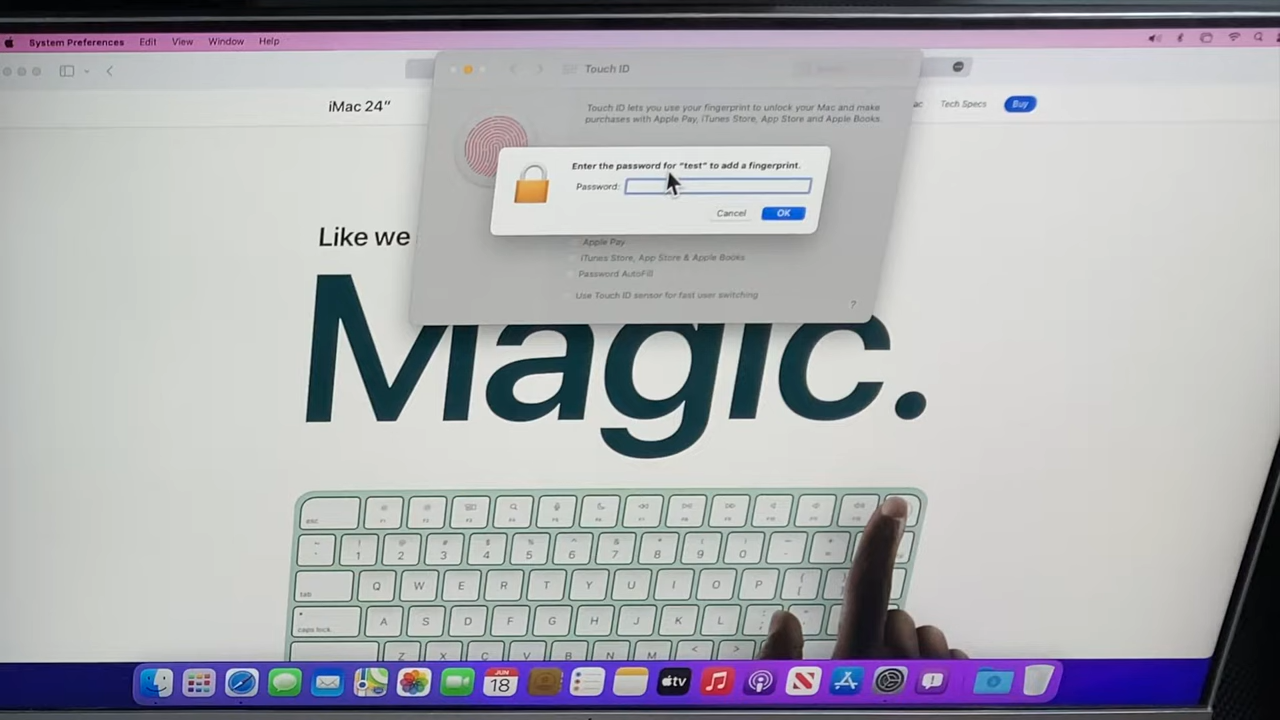 System Preferences Edit View Window Help
Touch ID
iMac 24"
Tech Specs Buy
Touch ID lets you use your fingerprint to unlock your Mac and make
purchases with Apple Pay, iTunes Store, App Store and Apple Books.
Enter the password for "test" to add a fingerprint.
Password:
Cancel OK
Apple Pay
iTunes Store, App Store & Apple Books
Password AutoFill
Use Touch ID sensor for fast user switching
?
Like we
Magic.
esc
1 2 3 4 5 6 7 8 9 0
tab Q W E R T Y U I O P
caps lock A S D F G H J K L
Z X C V B N M
JUN
18
tv